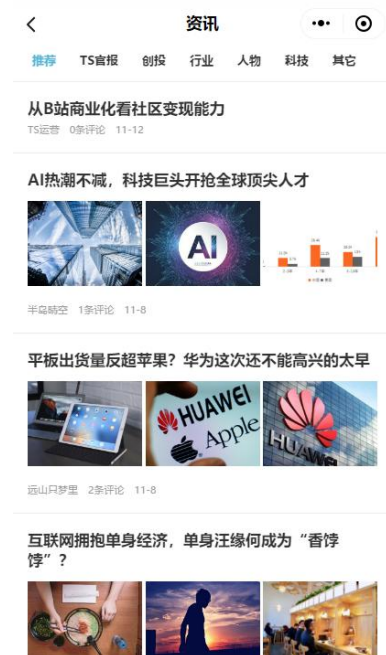 资讯
推荐 TS官报 创投 行业 人物 科技 其它
从B站商业化看社区变现能力
TS运营 0条评论 11-12
AI热潮不减，科技巨头开抢全球顶尖人才
AI
半岛晴空 1条评论 11-8
平板出货量反超苹果？华为这次还不能高兴的太早
HUAWEI
Apple
HUAWEI
远山只梦里 2条评论 11-8
互联网拥抱单身经济，单身汪缘何成为“香饽
饽”？